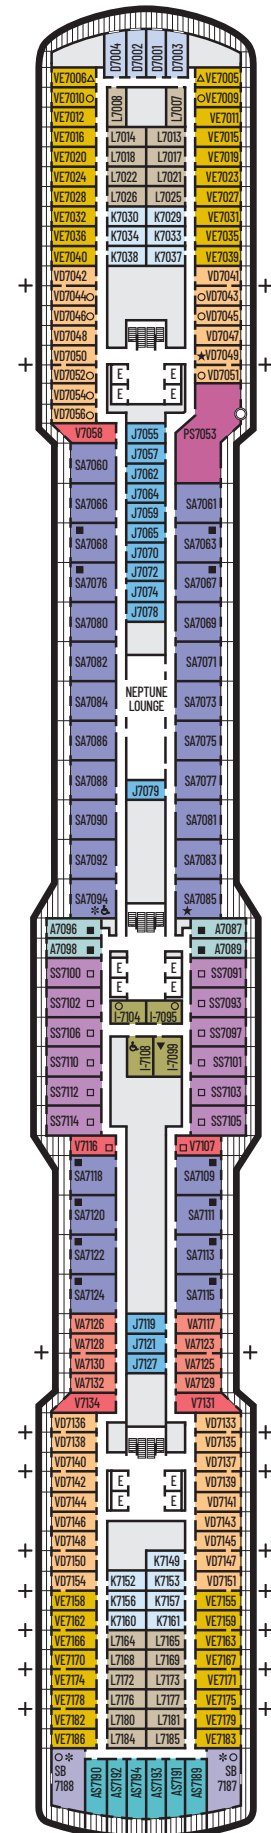 D7004 D7002 D7001 D7003
VE7006 VE7005
VE7010 L7008 L7007 VE7009
VE7012 VE7011
VE7016 L7014 L7013 VE7015
VE7020 L7018 L7017 VE7019
VE7024 L7022 L7021 VE7023
VE7028 L7026 L7025 VE7027
VE7032 K7030 K7029 VE7031
VE7036 K7034 K7033 VE7035
VE7040 K7038 K7037 VE7039
VD7042 VD7041
VD7044 VD7043
VD7046 VD7045
VD7048 VD7047
VD7050 VD7049
VD7052 E E VD7051
VD7054 E E
VD7056
V7058 J7055 PS7053
J7057
SA7060 J7062
J7064
SA7066 J7059 SA7061
J7065
SA7068 J7070 SA7063
J7072
SA7076 J7074 SA7067
J7078
SA7080 SA7069
SA7082 SA7071
SA7084 NEPTUNE SA7073
LOUNGE
SA7086 SA7075
SA7088 J7079 SA7077
SA7090 SA7081
SA7092 SA7083
SA7094 SA7085
A7096 A7087
A7098 A7089
SS7100 E E SS7091
E E
SS7102 I-7104 I-7095 SS7093
SS7106 SS7097
SS7110 I-7108 I-7099 SS7101
SS7112 SS7103
SS7114 SS7105
V7116 V7107
SA7118 SA7109
SA7120 SA7111
SA7122 SA7113
SA7124 SA7115
VA7126 J7119 VA7117
VA7128 J7121 VA7123
VA7130 J7127 VA7125
VA7132 VA7129
V7134 V7131
VD7136 VD7133
VD7138 VD7135
VD7140 VD7137
VD7142 E E VD7139
VD7144 E E VD7141
VD7146 VD7143
VD7148 VD7145
VD7150 K7149 VD7147
VD7154 K7152 K7153 VD7151
VE7158 K7156 K7157 VE7155
VE7162 K7160 K7161 VE7159
VE7166 L7164 L7165 VE7163
VE7170 L7168 L7169 VE7167
VE7174 L7172 L7173 VE7171
VE7178 L7176 L7177 VE7175
VE7182 L7180 L7181 VE7179
VE7186 L7184 L7185 VE7183
SB
7188 AS7190 AS7192 AS7194 AS7193 AS7191 AS7189 SB
7187